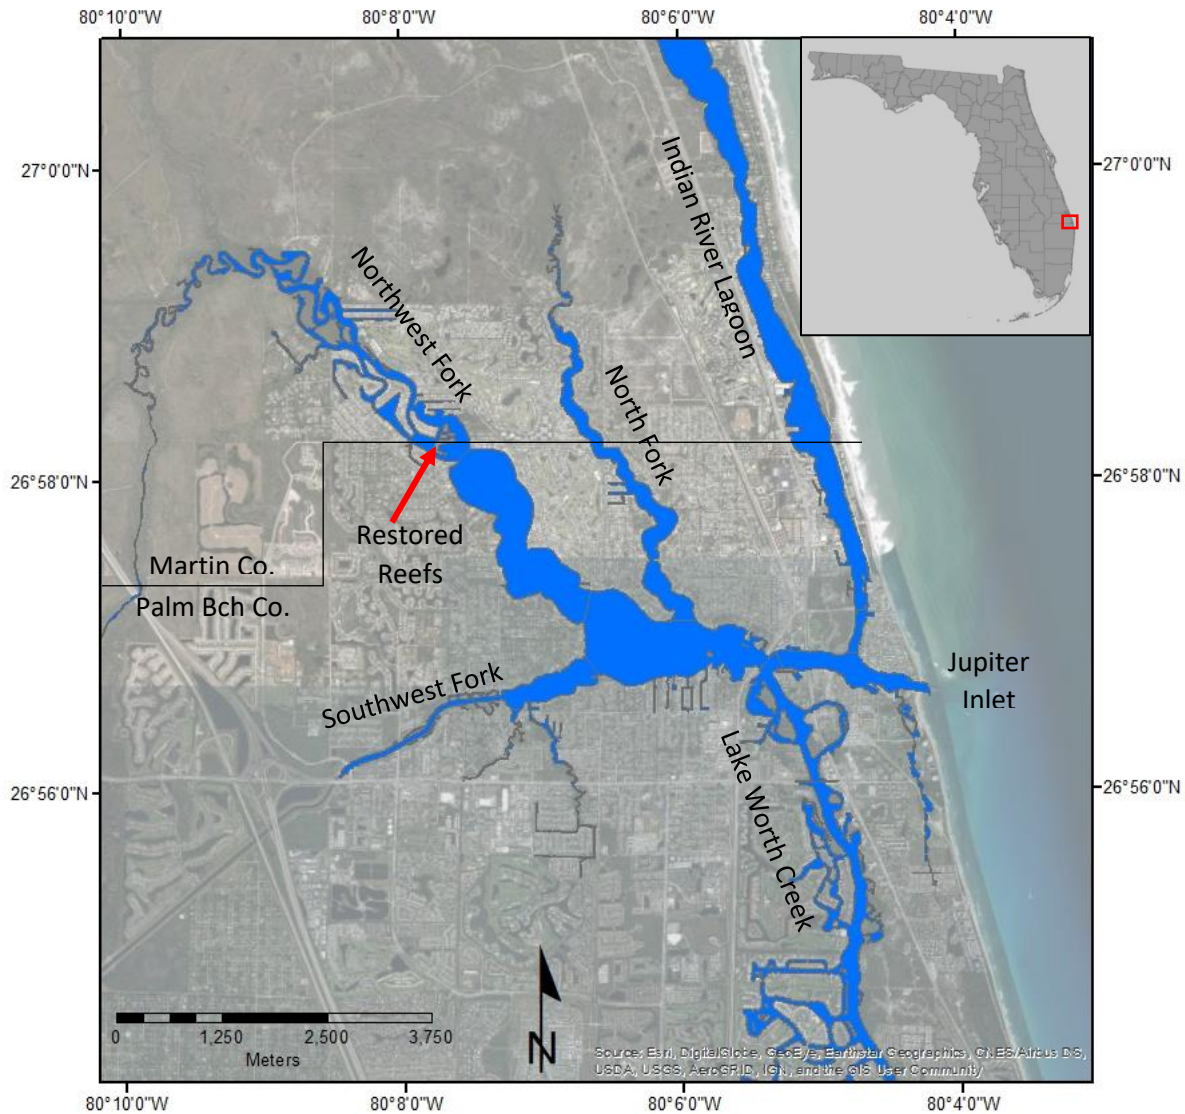 80°10'0"W
80°8'0"W
80°6'0"W
80°4'0"W
27°0'0"N
27°0'0"N
Indian River Lagoon
Northwest Fork
North Fork
26°58'0"N
26°58'0"N
Restored
Reefs
Martin Co.
Palm Bch Co.
Jupiter
Inlet
Southwest Fork
Lake Worth Creek
26°56'0"N
26°56'0"N
N
0 1,250 2,500 3,750
Meters
Source: Esri, DigitalGlobe, GeoEye, Earthstar Geographics, CNES/Airbus DS,
USDA, USGS, AeroGRID, IGN, and the GIS User Community
80°10'0"W
80°8'0"W
80°6'0"W
80°4'0"W